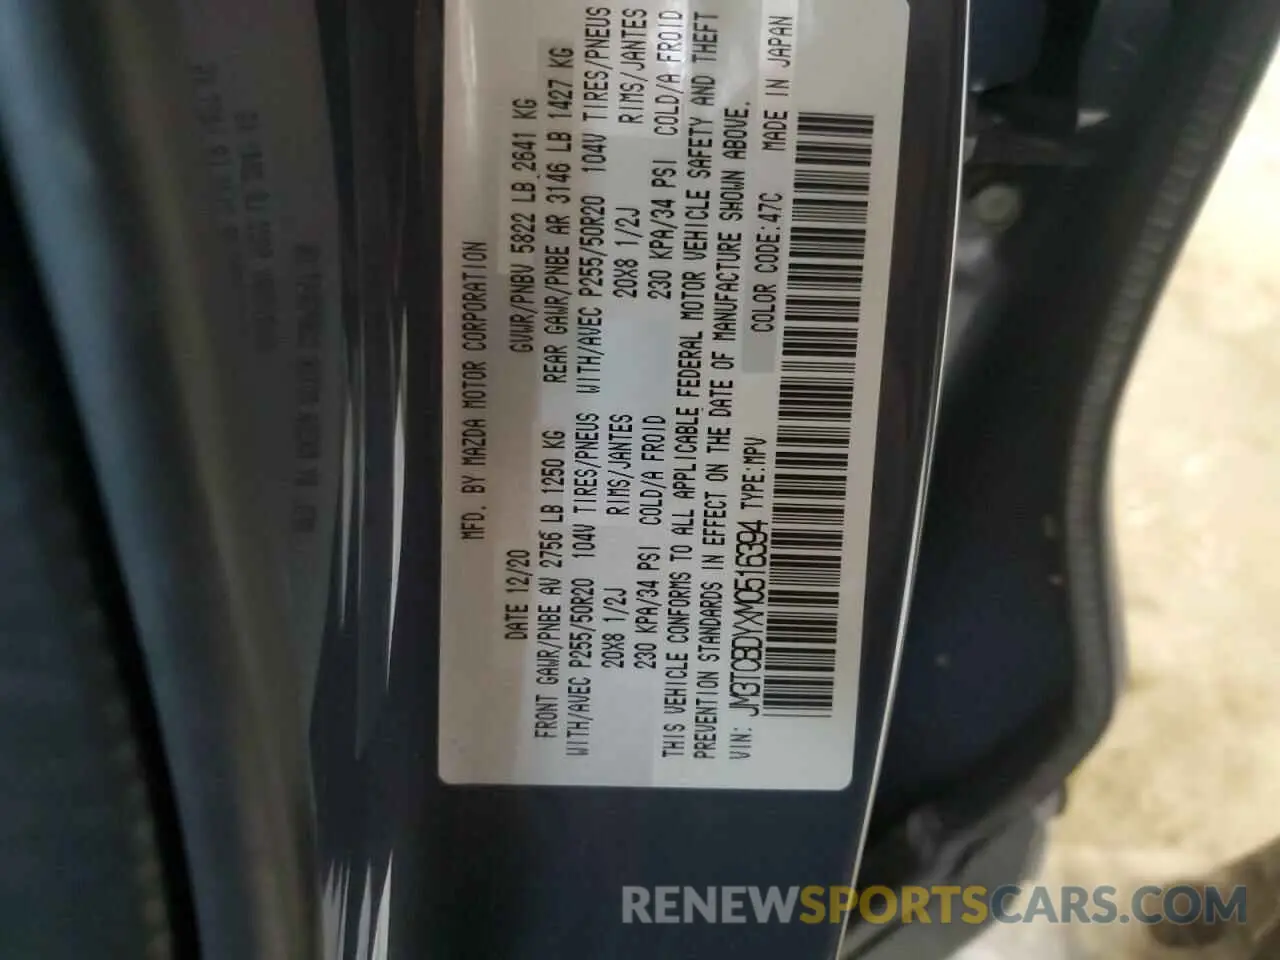 MFD. BY MAZDA MOTOR CORPORATION
DATE 12/20 GVWR/PNBV 5822 LB 2641 KG
FRONT GAWR/PNBE AV 2756 LB 1250 KG REAR GAWR/PNBE AR 3146 LB 1427 KG
WITH/AVEC P255/50R20 104V TIRES/PNEUS WITH/AVEC P255/50R20 104V TIRES/PNEUS
20X8 1/2J RIMS/JANTES 20X8 1/2J RIMS/JANTES
230 KPA/34 PSI COLD/A FROID 230 KPA/34 PSI COLD/A FROID
THIS VEHICLE CONFORMS TO ALL APPLICABLE FEDERAL MOTOR VEHICLE SAFETY AND THEFT
PREVENTION STANDARDS IN EFFECT ON THE DATE OF MANUFACTURE SHOWN ABOVE.
VIN: JM3TCBDYXM0516394 TYPE:MPV COLOR CODE:47C MADE IN JAPAN
RENEWSPORTSCARS.COM